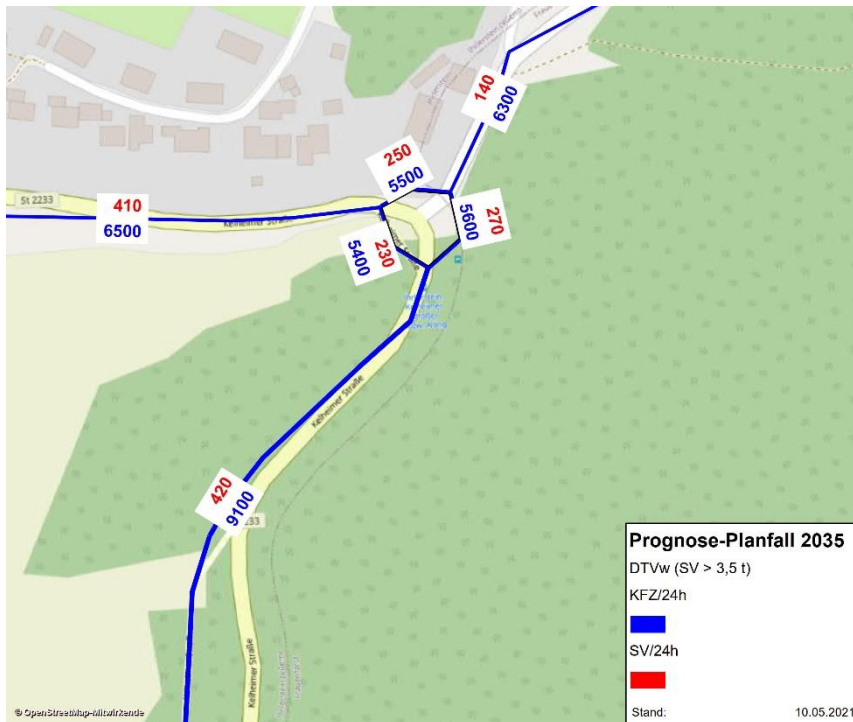 140
6300
250
5500
St 2233
410
6500
Kelheimer Straße
270
5600
230
5400
Kelheimer Straße
420
9100
Kelheimer Straße
Prognose-Planfall 2035
DTVw (SV > 3,5 t)
KFZ/24h
SV/24h
Stand: 10.05.2021
© OpenStreetMap-Mitwirkende